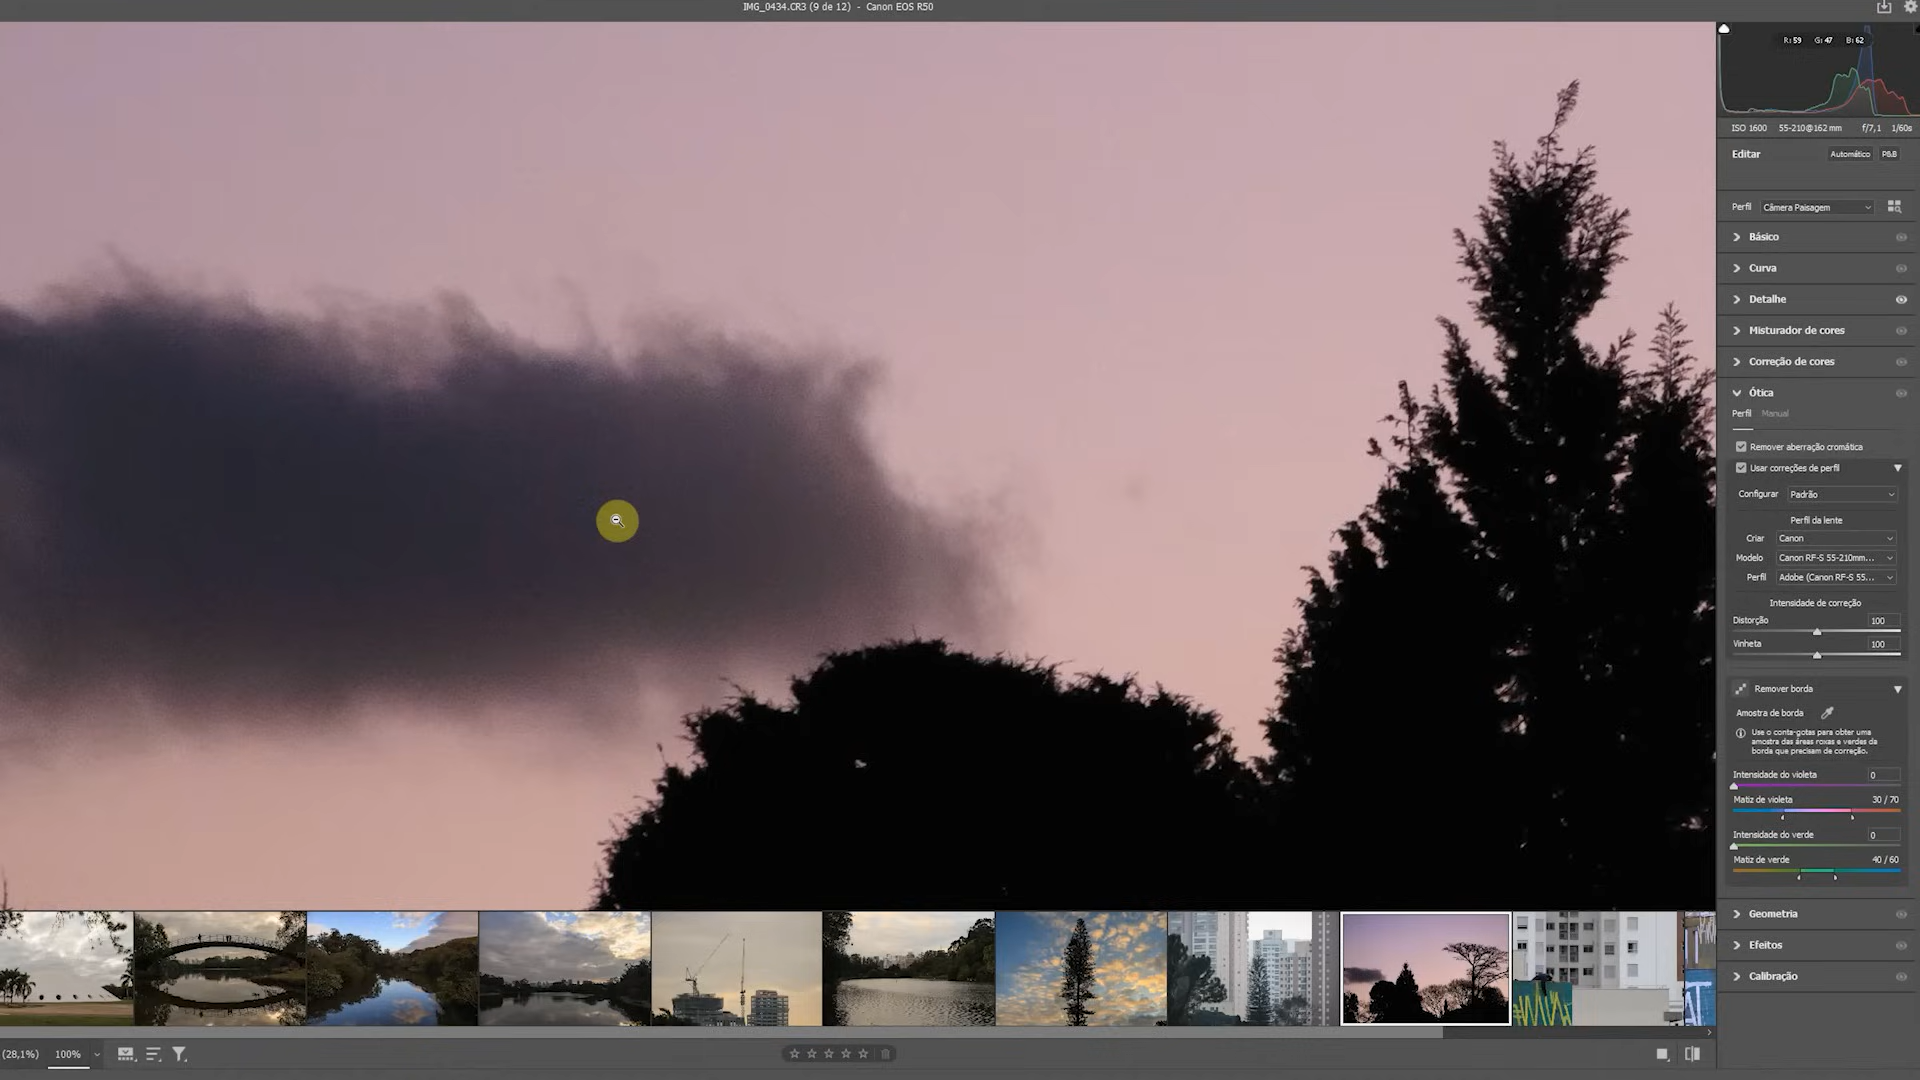 IMG_0434.CR3 (9 de 12) - Canon EOS R50
R: 59 G: 47 B: 62
ISO 1600 55-210@162 mm f/7,1 1/60s
Editar Automático P&B
Perfil Câmera Paisagem
Básico
Curva
Detalhe
Misturador de cores
Correção de cores
Ótica
Perfil Manual
Remover aberração cromática
Usar correções de perfil
Configurar Padrão
Perfil da lente
Criar Canon
Modelo Canon RF-S 55-210mm...
Perfil Adobe (Canon RF-S 55...
Intensidade de correção
Distorção 100
Vinheta 100
Remover borda
Amostra de borda
Use o conta-gotas para obter uma
amostra das áreas roxas e verdes da
borda que precisam de correção.
Intensidade do violeta 0
Matiz de violeta 30 / 70
Intensidade do verde 0
Matiz de verde 40 / 60
Geometria
Efeitos
Calibração
(28,1%) 100%